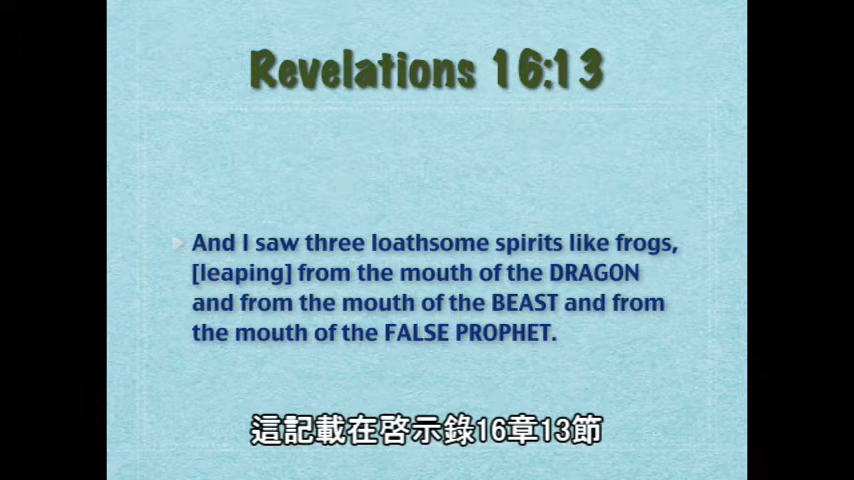 Revelations 16:13
And I saw three loathsome spirits like frogs,
[leaping] from the mouth of the DRAGON
and from the mouth of the BEAST and from
the mouth of the FALSE PROPHET.
這記載在啓示錄16章13節